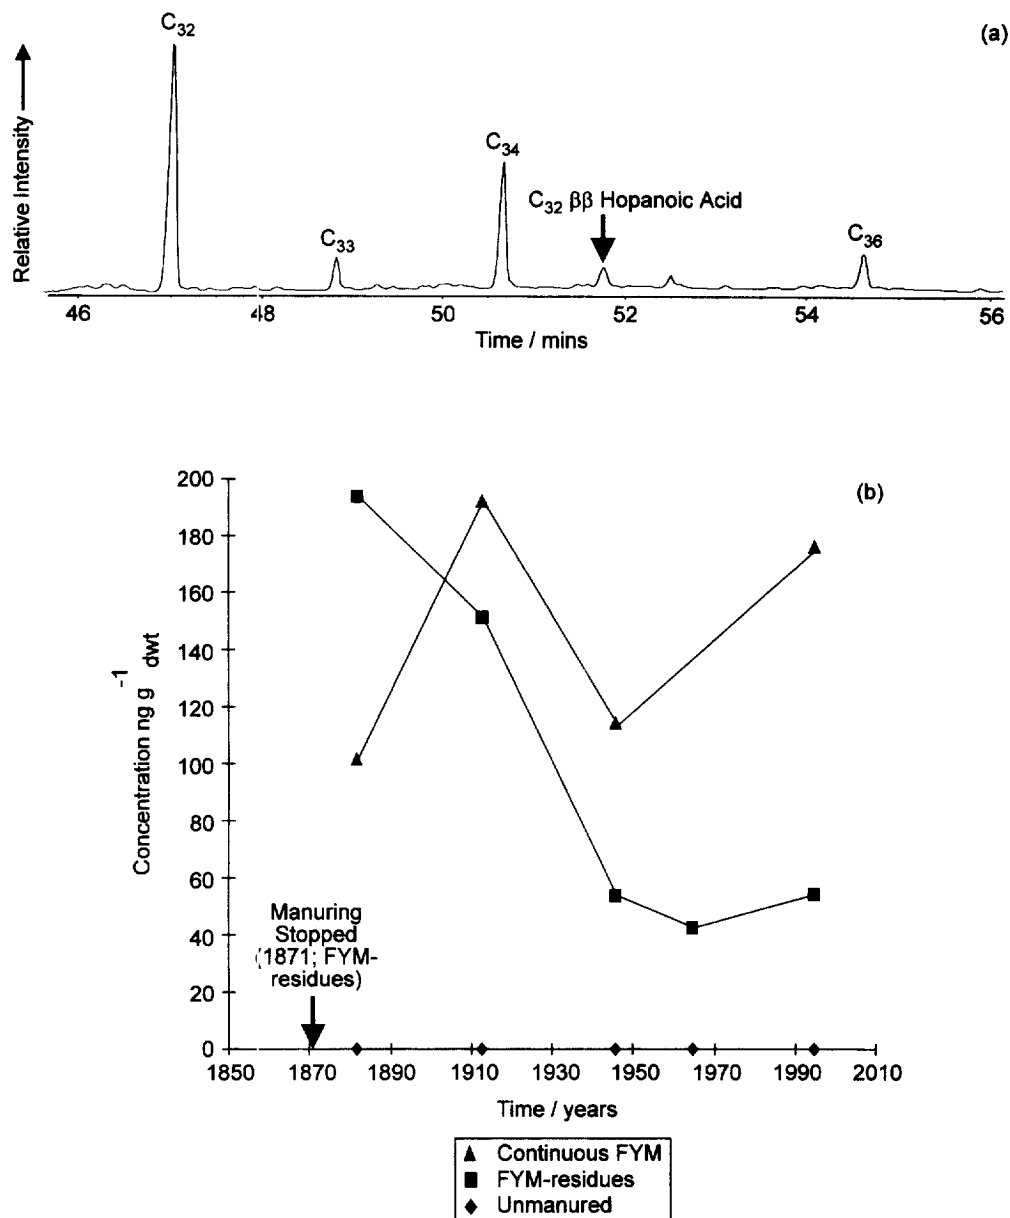 (a)
C32
C33
C34
C32 ββ Hopanoic Acid
C36
Relative Intensity
46 48 50 52 54 56
Time / mins
(b)
200
180
160
140
120
100
80
60
40
20
0
Concentration ng g-1 dwt
Manuring
Stopped
(1871; FYM-
residues)
1850 1870 1890 1910 1930 1950 1970 1990 2010
Time / years
Continuous FYM
FYM-residues
Unmanured